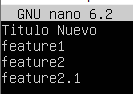 GNU nano 6.2
Titulo Nuevo
feature1
feature2
feature2.1